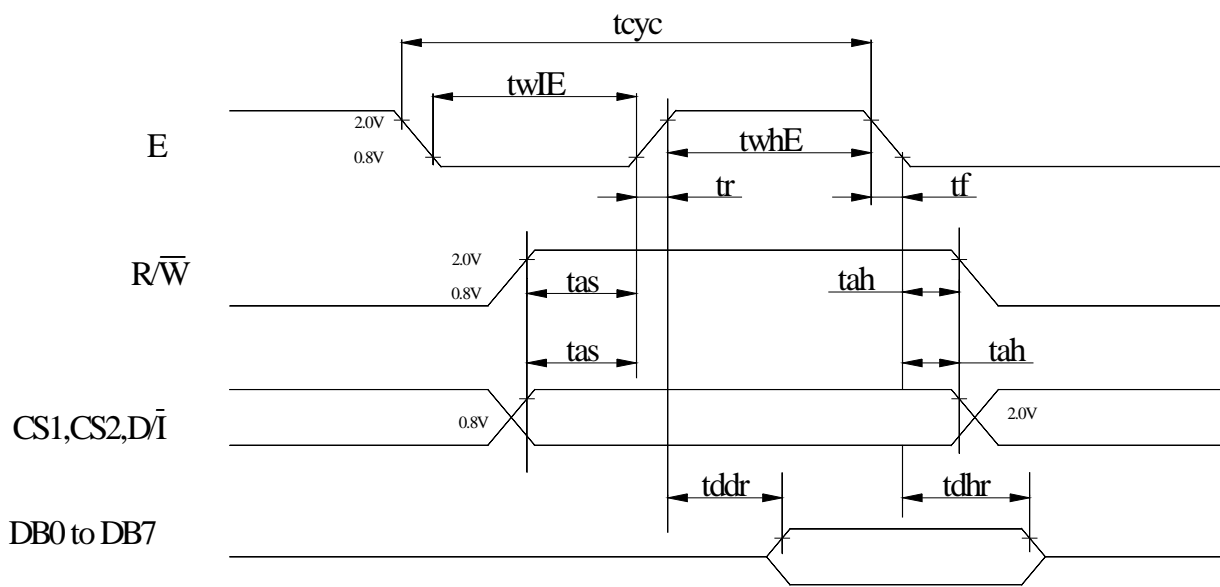 tcyc
twlE
E
2.0V
0.8V
twhE
tr
tf
R/W̅
2.0V
0.8V
tas
tah
tas
tah
CS1,CS2,D/I̅
0.8V
2.0V
tddr
tdhr
DB0 to DB7